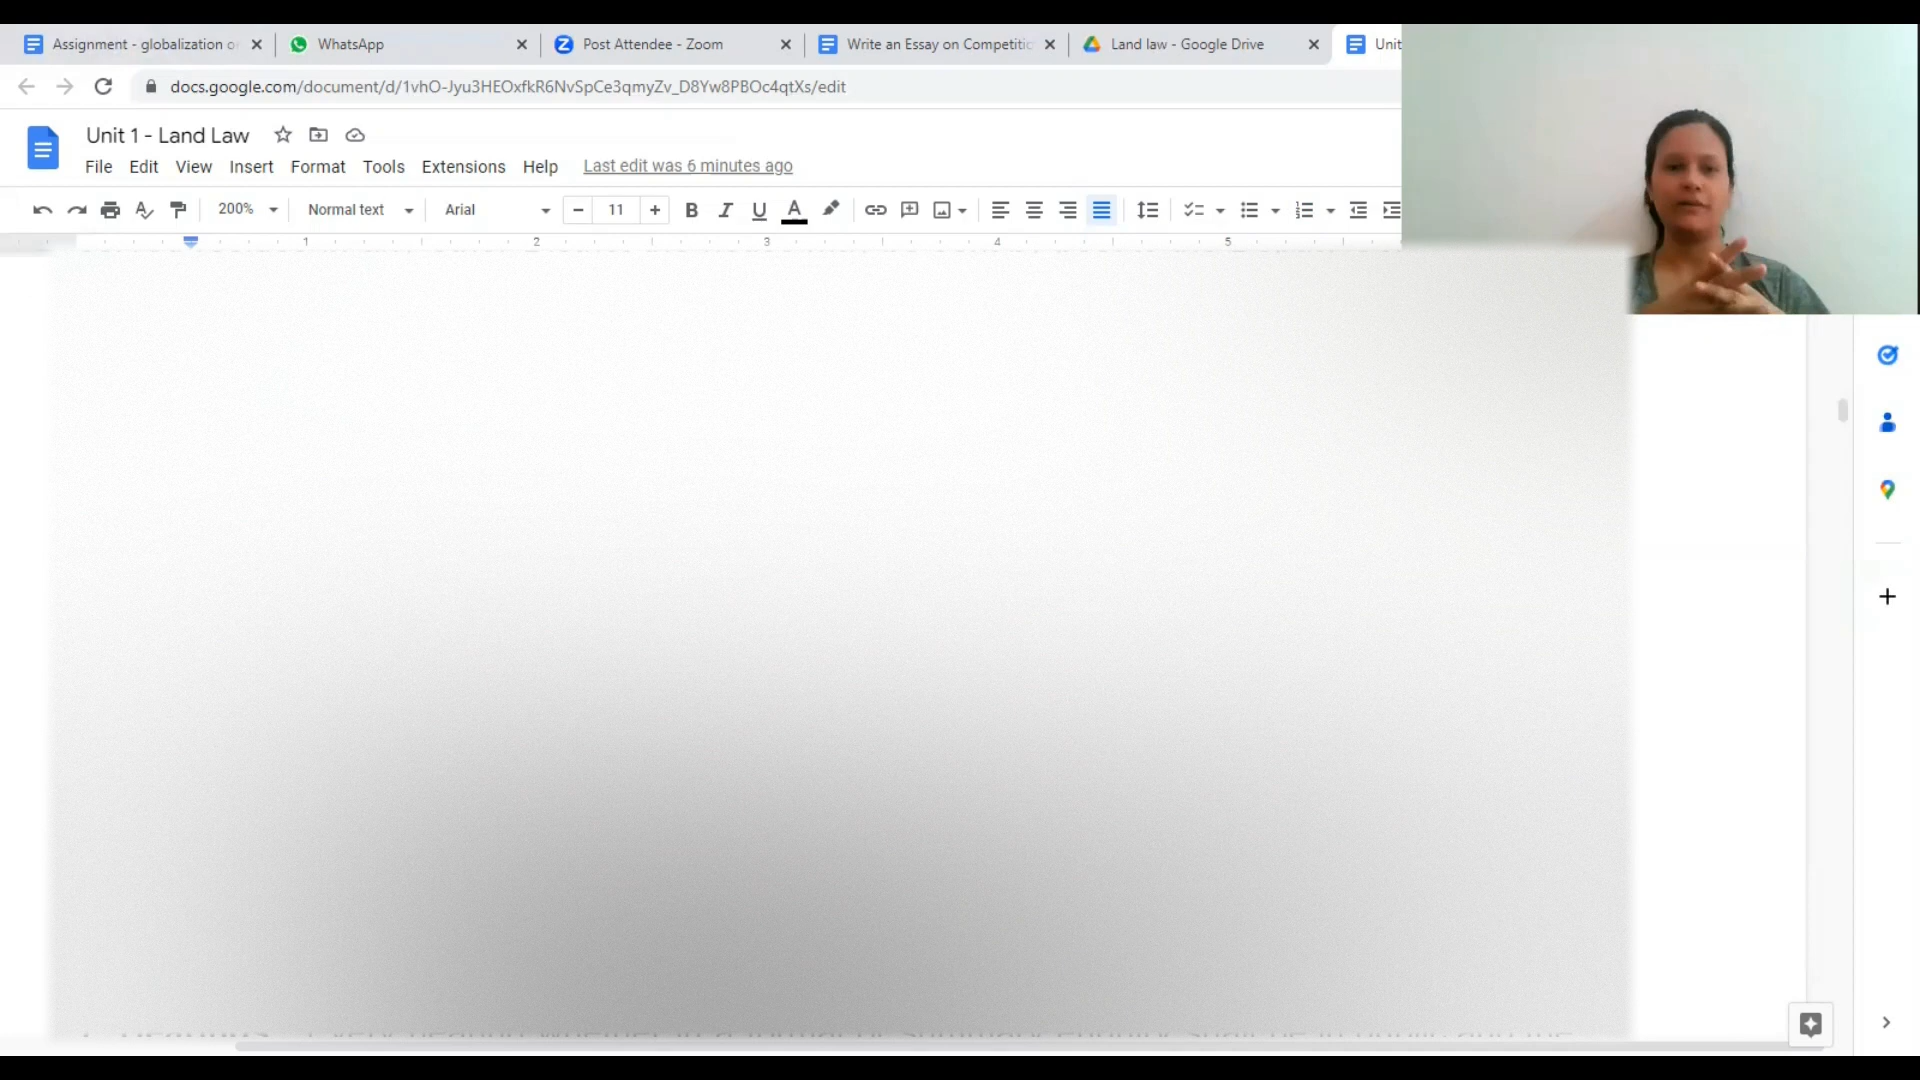 Assignment - globalization o
WhatsApp
Post Attendee - Zoom
Write an Essay on Competitic
Land law - Google Drive
Unit
docs.google.com/document/d/1vhO-Jyu3HEOxfkR6NvSpCe3qmyZv_D8Yw8PBOc4qtXs/edit
Unit 1 - Land Law
File Edit View Insert Format Tools Extensions Help Last edit was 6 minutes ago
200% Normal text Arial 11 B I U A
1 2 3 4 5